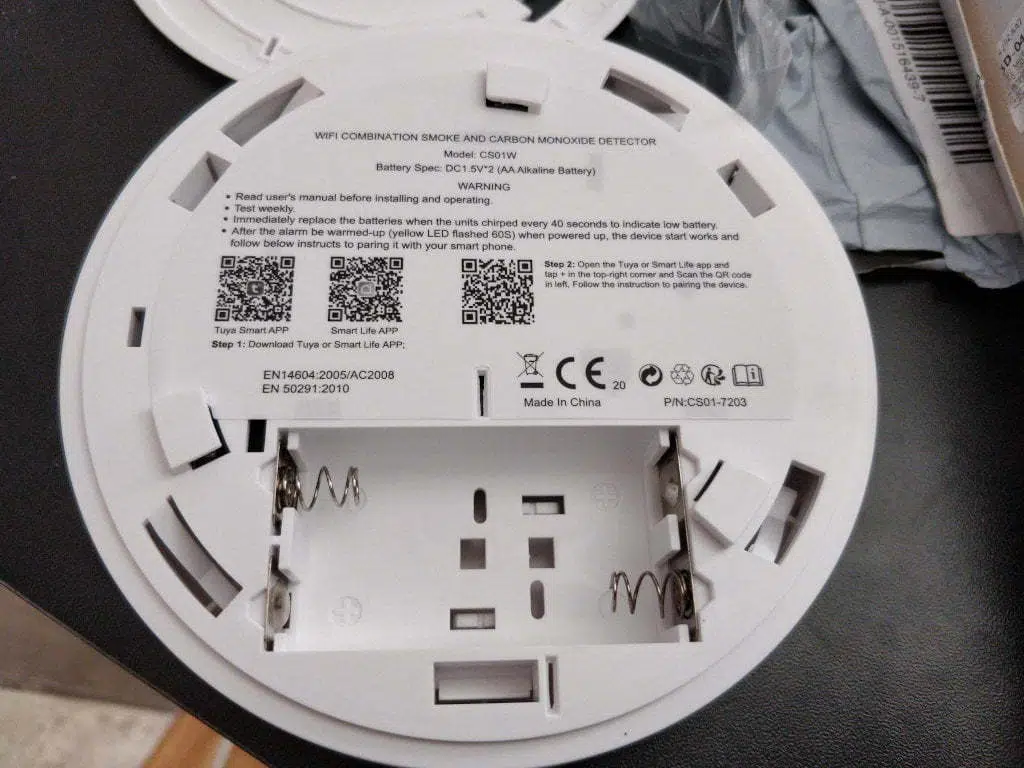 WIFI COMBINATION SMOKE AND CARBON MONOXIDE DETECTOR
Model: CS01W
Battery Spec: DC1.5V*2 (AA Alkaline Battery)
WARNING
• Read user's manual before installing and operating.
• Test weekly.
• Immediately replace the batteries when the units chirped every 40 seconds to indicate low battery.
• After the alarm be warmed-up (yellow LED flashed 60S) when powered up, the device start works and
follow below instructs to paring it with your smart phone.
Tuya Smart APP
Smart Life APP
Step 1: Download Tuya or Smart Life APP;
Step 2: Open the Tuya or Smart Life app and
tap + in the top-right corner and Scan the QR code
in left, Follow the instruction to pairing the device.
EN14604:2005/AC2008
EN 50291:2010
CE 20
Made In China
P/N:CS01-7203